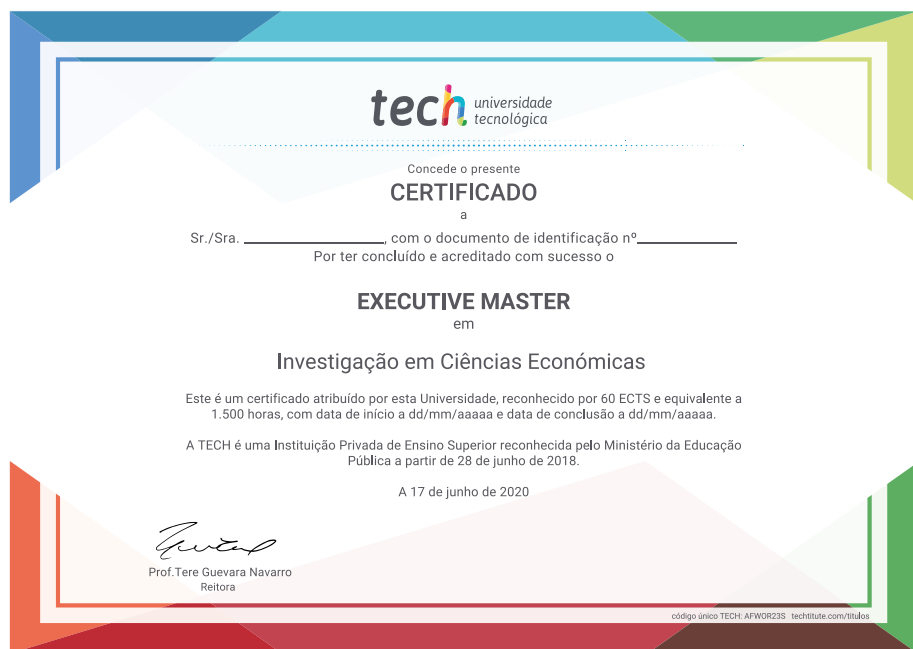 tech universidade
tecnológica
Concede o presente
CERTIFICADO
a
Sr./Sra. ________________, com o documento de identificação nº___________
Por ter concluído e acreditado com sucesso o
EXECUTIVE MASTER
em
Investigação em Ciências Económicas
Este é um certificado atribuído por esta Universidade, reconhecido por 60 ECTS e equivalente a
1.500 horas, com data de início a dd/mm/aaaaa e data de conclusão a dd/mm/aaaaa.
A TECH é uma Instituição Privada de Ensino Superior reconhecida pelo Ministério da Educação
Pública a partir de 28 de junho de 2018.
A 17 de junho de 2020
Prof.Tere Guevara Navarro
Reitora
código único TECH: AFWOR23S techtitute.com/titulos